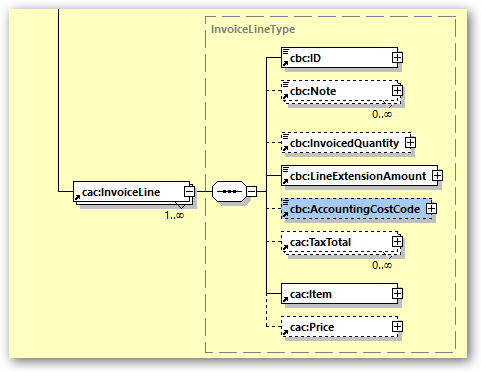 InvoiceLineType
cbc:ID
cbc:Note
0..∞
cbc:InvoicedQuantity
cbc:LineExtensionAmount
cac:InvoiceLine
1..∞
cbc:AccountingCostCode
cac:TaxTotal
0..∞
cac:Item
cac:Price